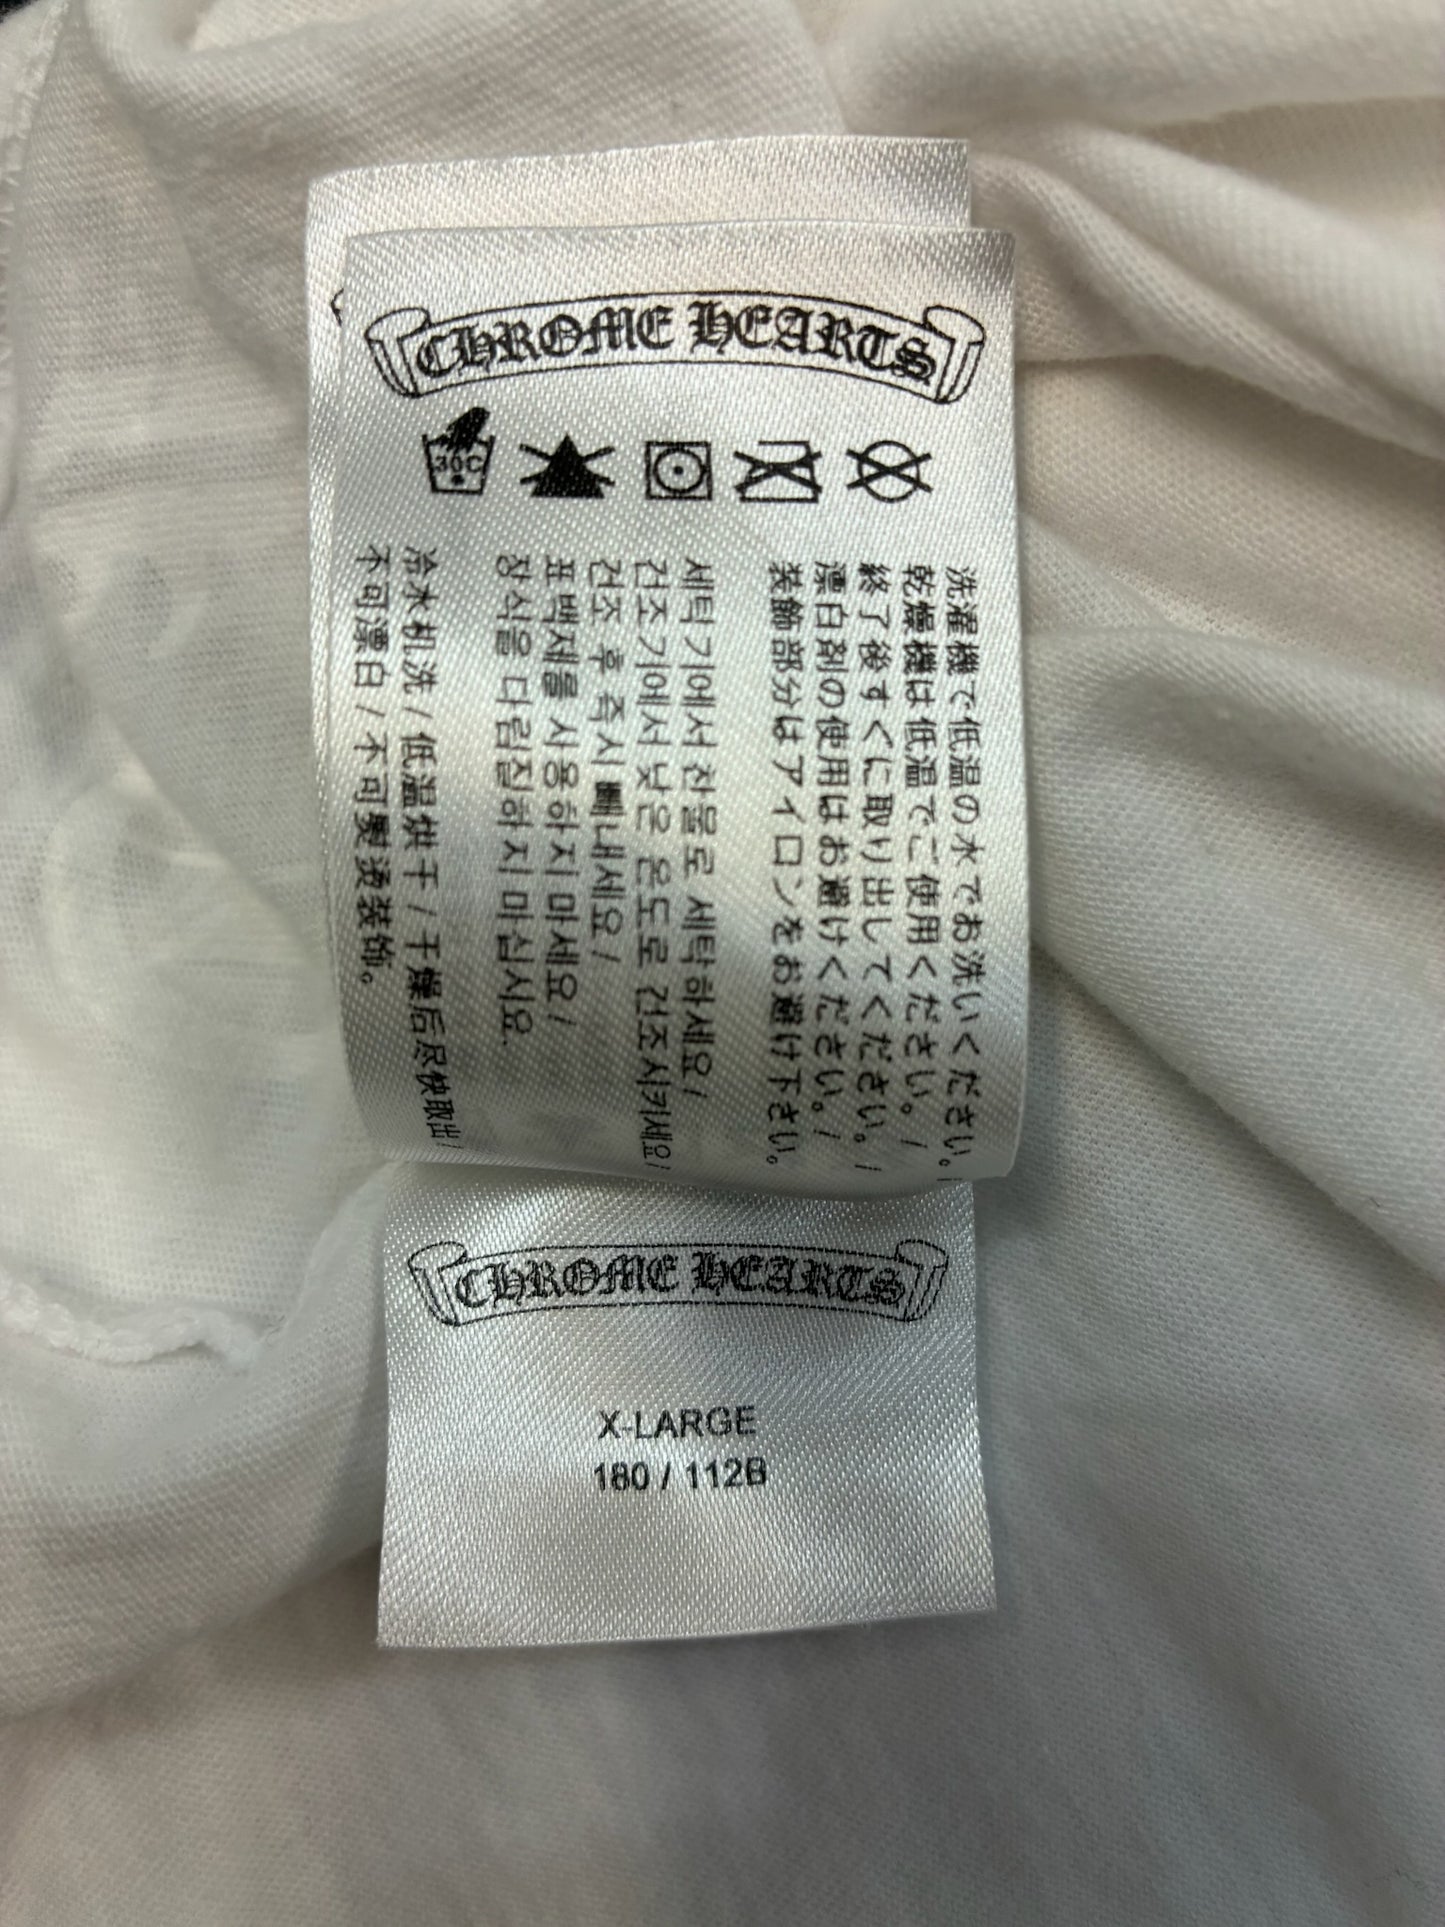 CHROME HEARTS
30C
洗濯機で低温の水でお洗いください。/
乾燥機は低温でご使用ください。/
終了後すぐに取り出してください。/
漂白剤の使用はお避けください。/
装飾部分はアイロンをお避け下さい。
세탁기에서 찬물로 세탁하세요/
건조기에서 낮은 온도로 건조시키세요/
건조 후 즉시 빼내세요/
표백제를 사용하지 마세요/
장식을 다림질하지 마십시요.
冷水机洗/低温烘干/干燥后尽快取出/
不可漂白/不可熨烫装饰。
CHROME HEARTS
X-LARGE
180 / 112B